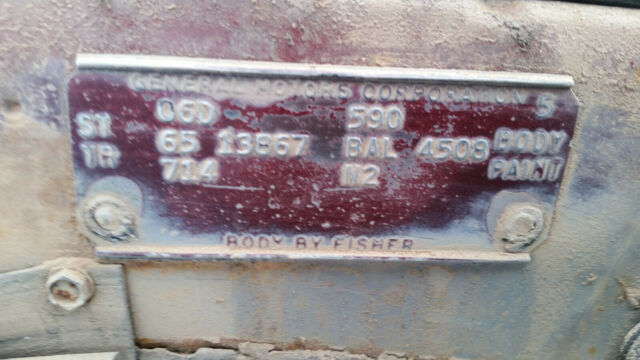 GENERAL MOTORS CORPORATION 5
06D 590
ST 65 13867 BAL 4508 BODY
TR 714 N2 PAINT
BODY BY FISHER